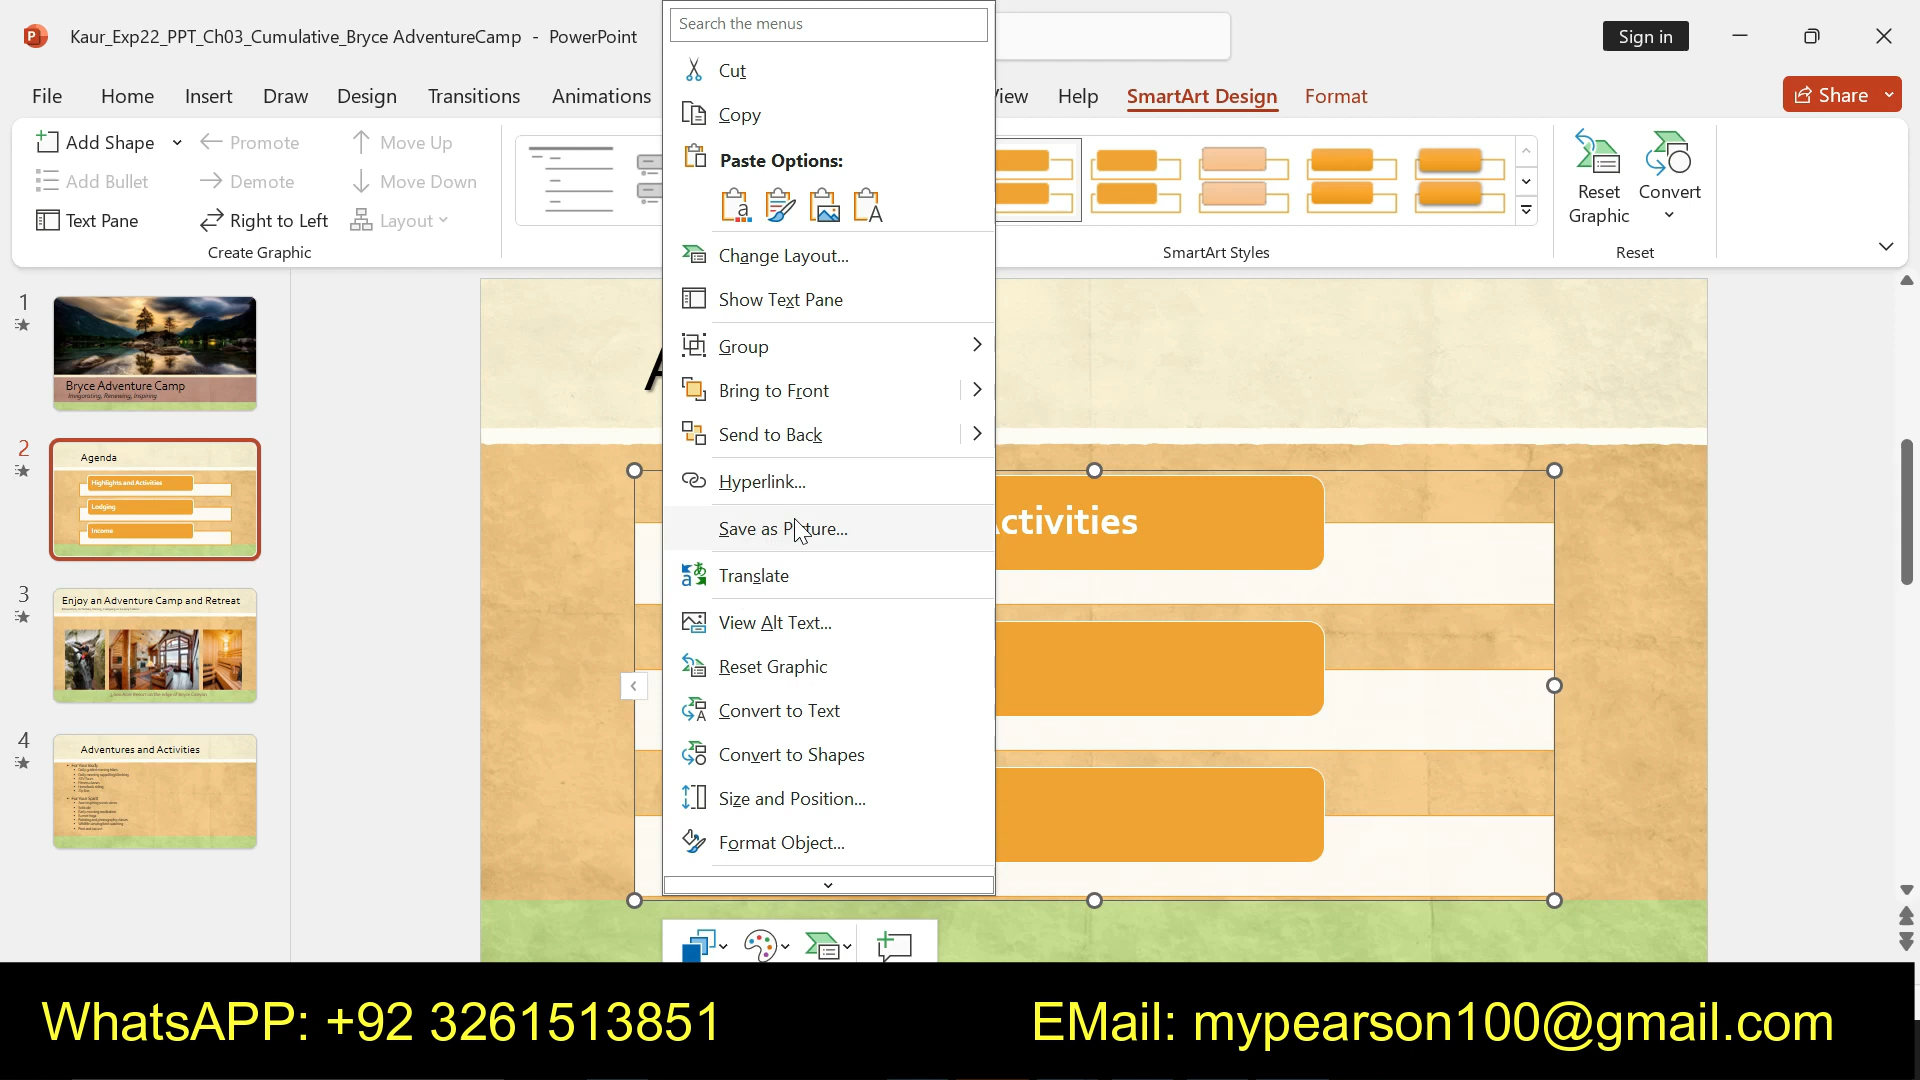 Kaur_Exp22_PPT_Ch03_Cumulative_Bryce AdventureCamp - PowerPoint
Search the menus
Sign in
File Home Insert Draw Design Transitions Animations View Help SmartArt Design Format Share
Add Shape Promote Move Up
Add Bullet Demote Move Down
Text Pane Right to Left Layout
Create Graphic
SmartArt Styles
Reset Graphic
Convert
Reset
Cut
Copy
Paste Options:
Change Layout...
Show Text Pane
Group
Bring to Front
Send to Back
Hyperlink...
Save as Picture...
Translate
View Alt Text...
Reset Graphic
Convert to Text
Convert to Shapes
Size and Position...
Format Object...
1
Bryce Adventure Camp
Invigorating, Renewing, Inspiring
2
Agenda
Highlights and Activities
Lodging
Income
3
Enjoy an Adventure Camp and Retreat
4
Adventures and Activities
A
ctivities
WhatsAPP: +92 3261513851
EMail: mypearson100@gmail.com